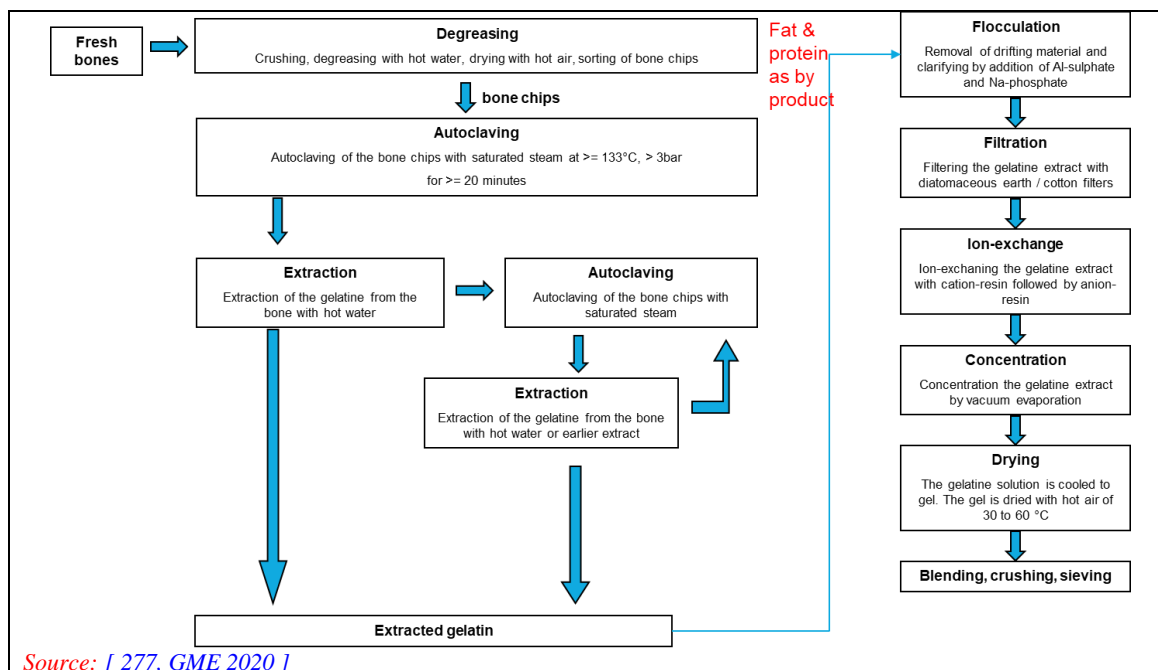 Fresh
bones
Degreasing
Crushing, degreasing with hot water, drying with hot air, sorting of bone chips
Fat &
protein
as by
product
bone chips
Autoclaving
Autoclaving of the bone chips with saturated steam at >= 133°C, > 3bar
for >= 20 minutes
Extraction
Extraction of the gelatine from the
bone with hot water
Autoclaving
Autoclaving of the bone chips with
saturated steam
Extraction
Extraction of the gelatine from the bone
with hot water or earlier extract
Extracted gelatin
Flocculation
Removal of drifting material and
clarifying by addition of Al-sulphate
and Na-phosphate
Filtration
Filtering the gelatine extract with
diatomaceous earth / cotton filters
Ion-exchange
Ion-exchaning the gelatine extract
with cation-resin followed by anion-
resin
Concentration
Concentration the gelatine extract
by vacuum evaporation
Drying
The gelatine solution is cooled to
gel. The gel is dried with hot air of
30 to 60 °C
Blending, crushing, sieving
Source: [ 277, GME 2020 ]